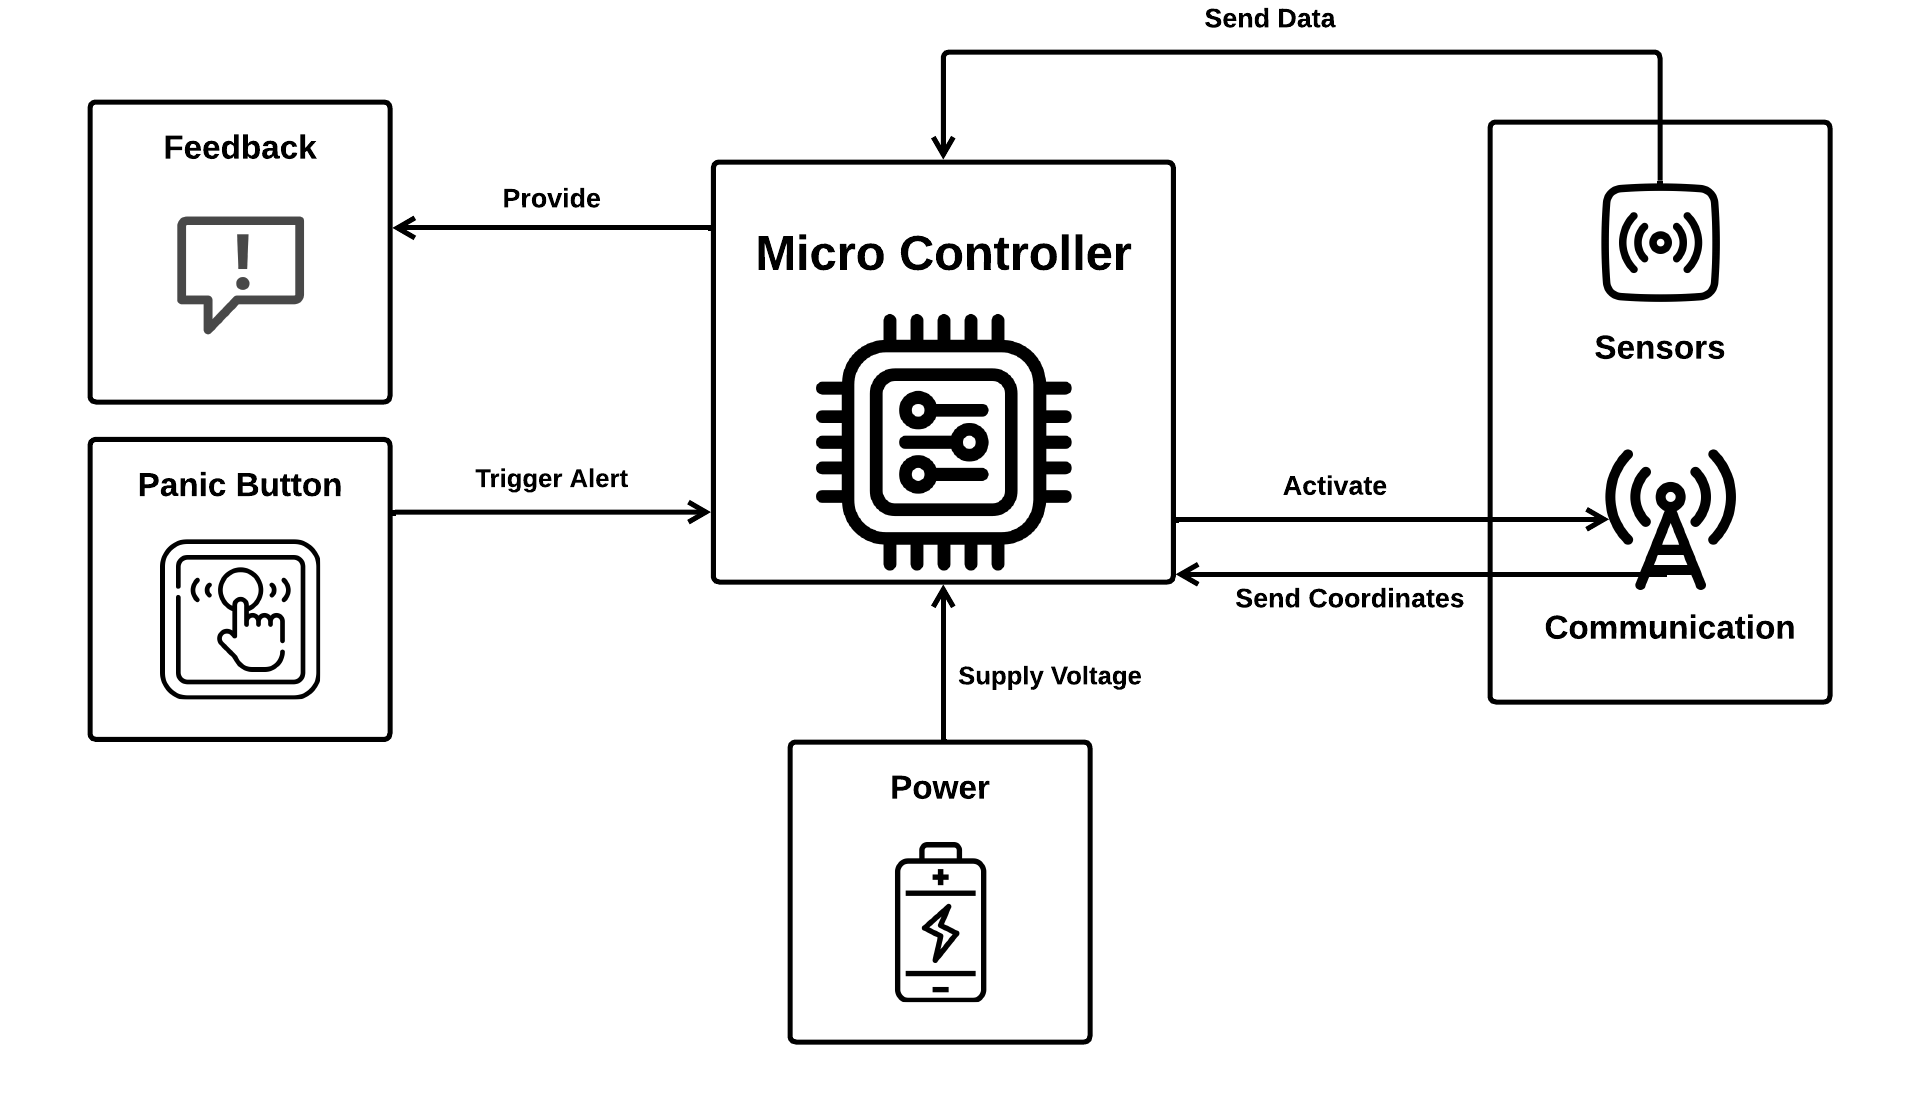 Send Data
Feedback
Provide
Micro Controller
Sensors
Panic Button
Trigger Alert
Activate
Send Coordinates
Communication
Supply Voltage
Power